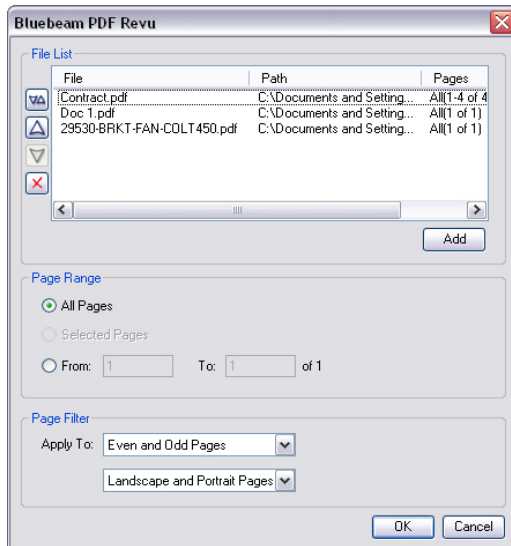 Bluebeam PDF Revu
File List
File Path Pages
Contract.pdf C:\Documents and Setting... All(1-4 of 4
Doc 1.pdf C:\Documents and Setting... All(1 of 1)
29530-BRKT-FAN-COLT450.pdf C:\Documents and Setting... All(1 of 1)
Add
Page Range
All Pages
Selected Pages
From: 1 To: 1 of 1
Page Filter
Apply To: Even and Odd Pages
Landscape and Portrait Pages
OK Cancel